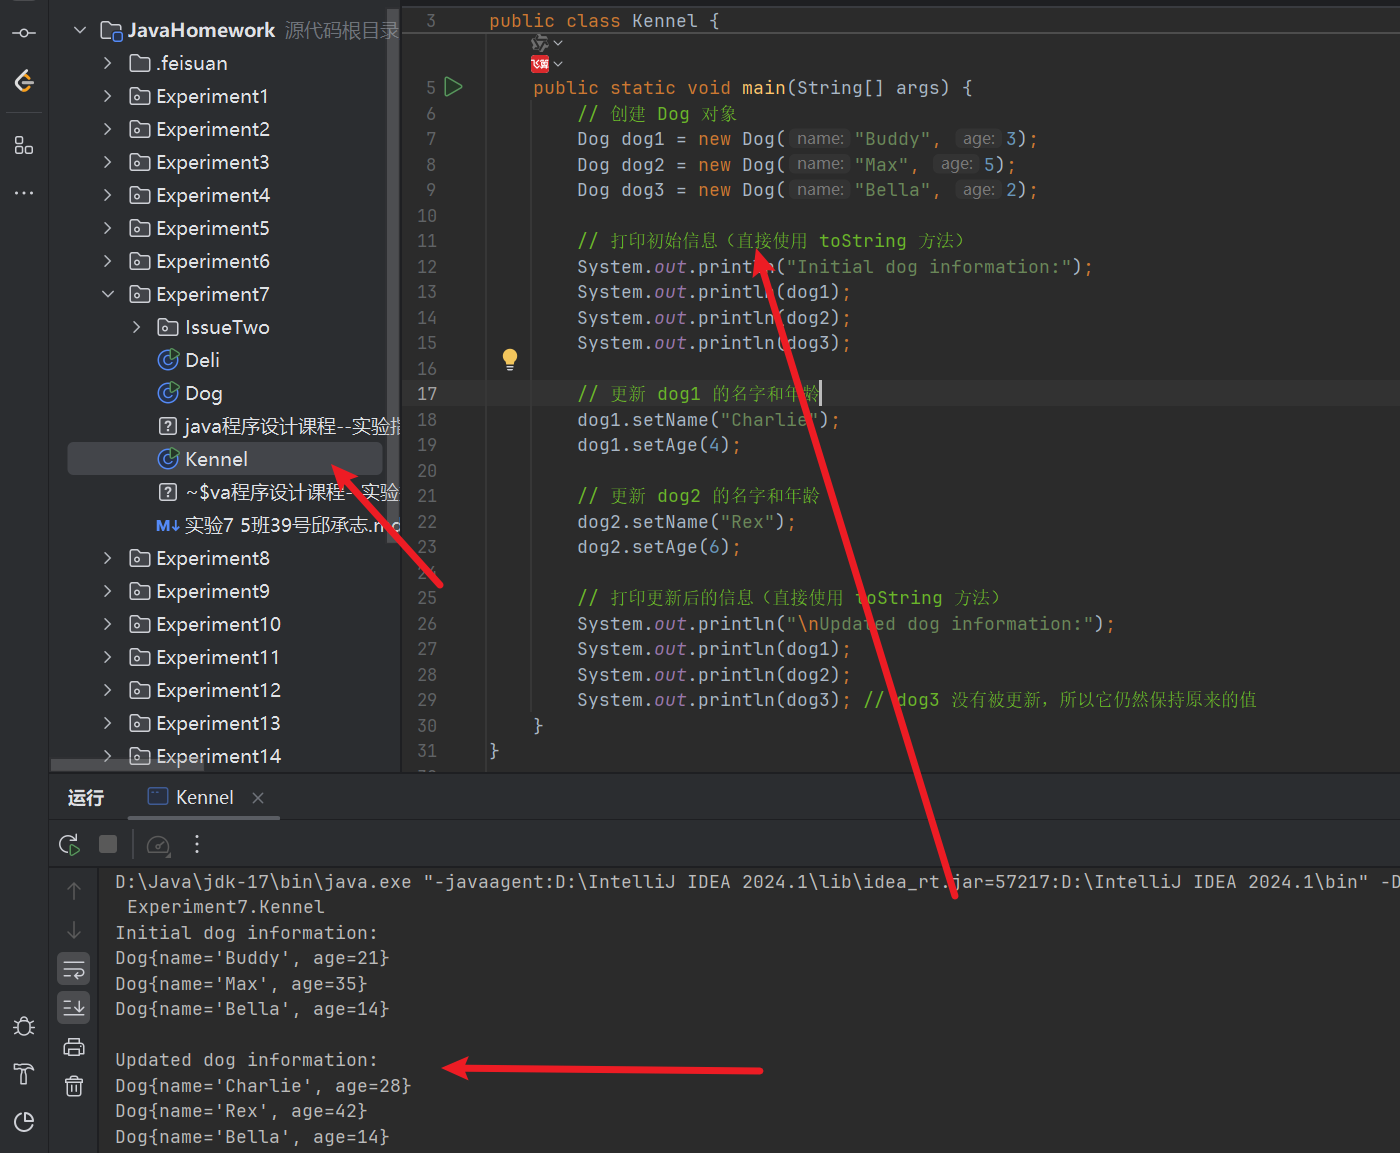 JavaHomework 源代码根目录
.feisuan
Experiment1
Experiment2
Experiment3
Experiment4
Experiment5
Experiment6
Experiment7
IssueTwo
Deli
Dog
java程序设计课程--实验指
Kennel
~$va程序设计课程--实验
M↓ 实验7 5班39号邱承志.md
Experiment8
Experiment9
Experiment10
Experiment11
Experiment12
Experiment13
Experiment14
3 public class Kennel {
飞算
5 public static void main(String[] args) {
6 // 创建 Dog 对象
7 Dog dog1 = new Dog( name: "Buddy", age: 3);
8 Dog dog2 = new Dog( name: "Max", age: 5);
9 Dog dog3 = new Dog( name: "Bella", age: 2);
10
11 // 打印初始信息（直接使用 toString 方法）
12 System.out.println("Initial dog information:");
13 System.out.println(dog1);
14 System.out.println(dog2);
15 System.out.println(dog3);
16
17 // 更新 dog1 的名字和年龄
18 dog1.setName("Charlie");
19 dog1.setAge(4);
20
21 // 更新 dog2 的名字和年龄
22 dog2.setName("Rex");
23 dog2.setAge(6);
24
25 // 打印更新后的信息（直接使用 toString 方法）
26 System.out.println("\nUpdated dog information:");
27 System.out.println(dog1);
28 System.out.println(dog2);
29 System.out.println(dog3); // dog3 没有被更新，所以它仍然保持原来的值
30 }
31 }
运行 Kennel
D:\Java\jdk-17\bin\java.exe "-javaagent:D:\IntelliJ IDEA 2024.1\lib\idea_rt.jar=57217:D:\IntelliJ IDEA 2024.1\bin" -D
Experiment7.Kennel
Initial dog information:
Dog{name='Buddy', age=21}
Dog{name='Max', age=35}
Dog{name='Bella', age=14}
Updated dog information:
Dog{name='Charlie', age=28}
Dog{name='Rex', age=42}
Dog{name='Bella', age=14}